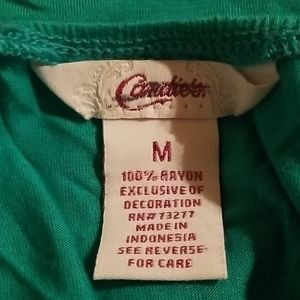 Candie's
M
100% RAYON
EXCLUSIVE OF
DECORATION
RN# 73277
MADE IN
INDONESIA
SEE REVERSE
FOR CARE